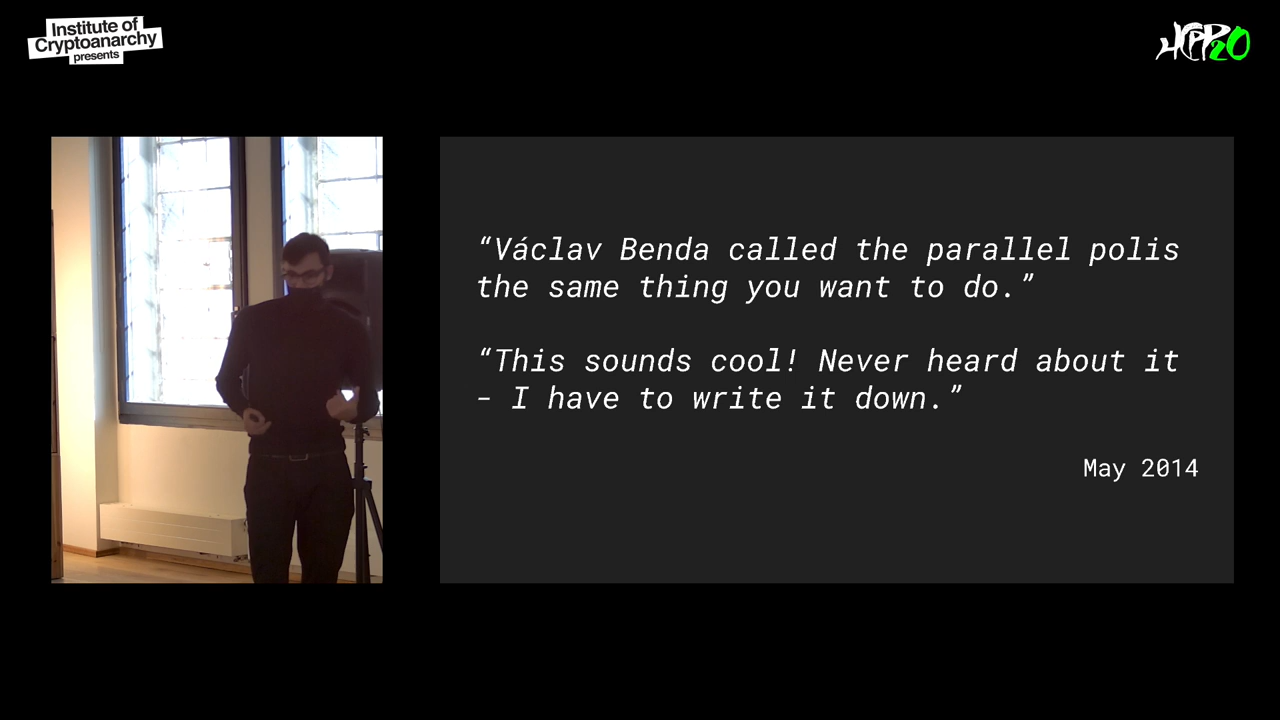 Institute of
Cryptoanarchy
presents
HCPP20
“Václav Benda called the parallel polis
the same thing you want to do.”
“This sounds cool! Never heard about it
- I have to write it down.”
May 2014